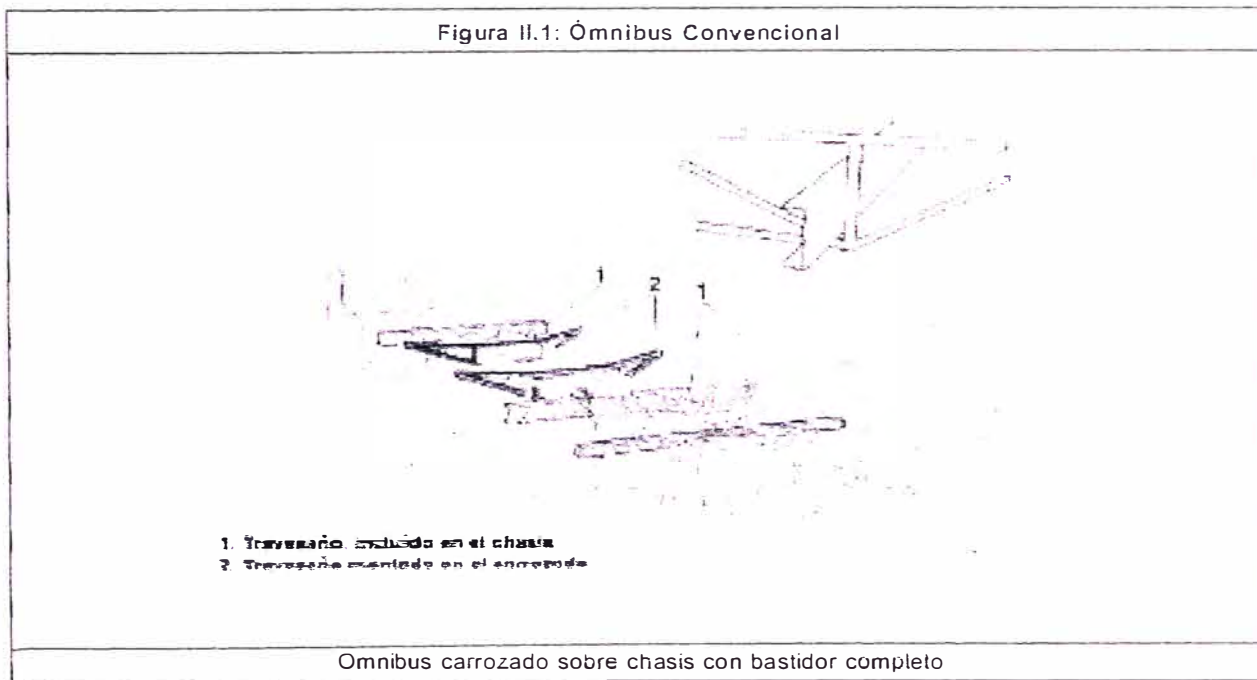 Figura II.1: Ómnibus Convencional
1
2
1
1. Travesaño incluido en el chasis
2. Travesaño montado en el
Omnibus carrozado sobre chasis con bastidor completo